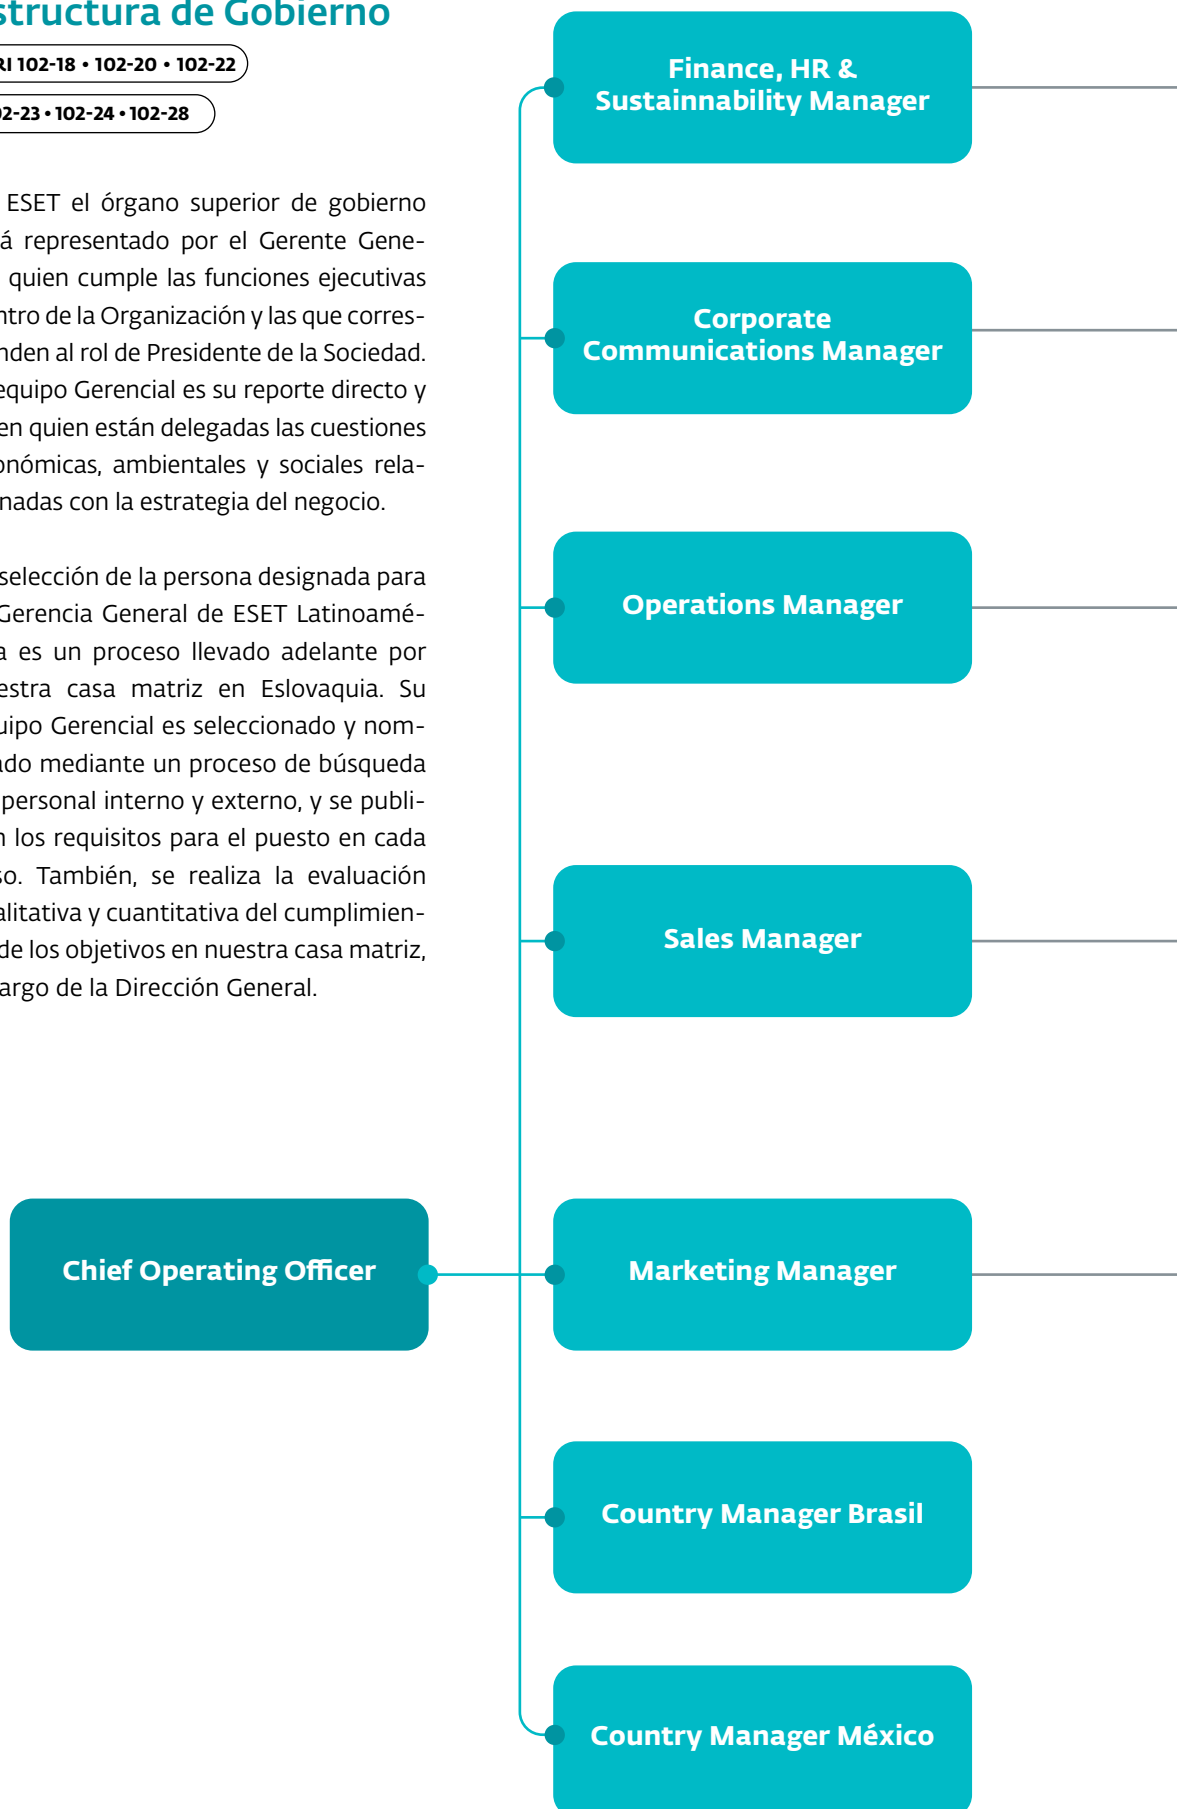 structura de Gobierno
RI 102-18 • 102-20 • 102-22
02-23 • 102-24 • 102-28
ESET el órgano superior de gobierno
á representado por el Gerente Gene-
quien cumple las funciones ejecutivas
ntro de la Organización y las que corres-
nden al rol de Presidente de la Sociedad.
equipo Gerencial es su reporte directo y
en quien están delegadas las cuestiones
onómicas, ambientales y sociales rela-
nadas con la estrategia del negocio.
selección de la persona designada para
Gerencia General de ESET Latinoamé-
a es un proceso llevado adelante por
estra casa matriz en Eslovaquia. Su
uipo Gerencial es seleccionado y nom-
ado mediante un proceso de búsqueda
personal interno y externo, y se publi-
n los requisitos para el puesto en cada
so. También, se realiza la evaluación
alitativa y cuantitativa del cumplimien-
de los objetivos en nuestra casa matriz,
argo de la Dirección General.
Chief Operating Officer
Finance, HR &
Sustainnability Manager
Corporate
Communications Manager
Operations Manager
Sales Manager
Marketing Manager
Country Manager Brasil
Country Manager México